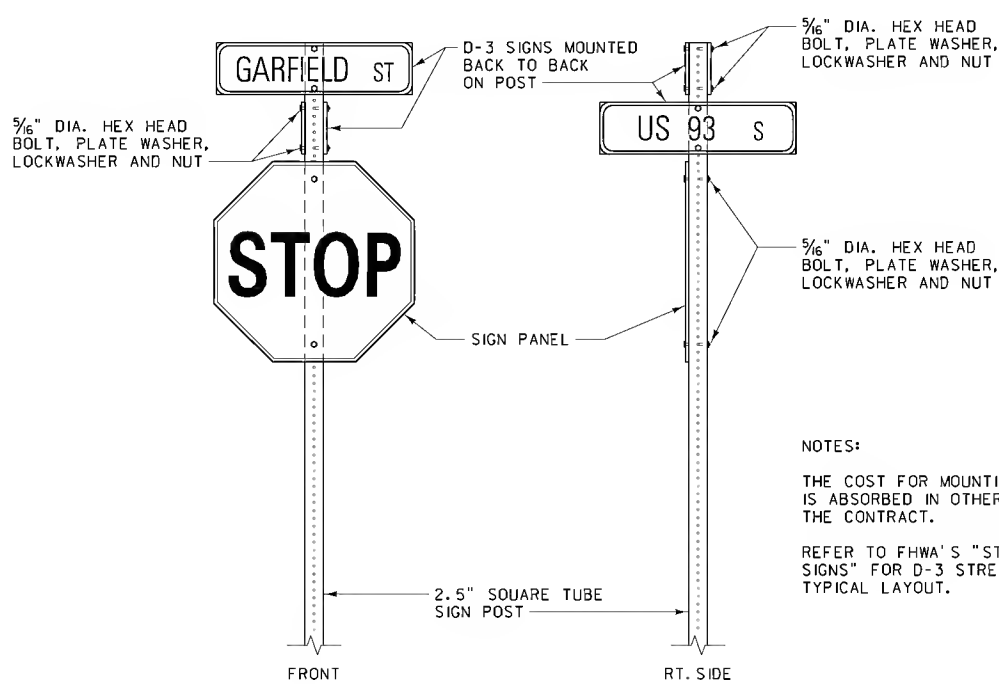 GARFIELD ST
D-3 SIGNS MOUNTED
BACK TO BACK
ON POST
5/16" DIA. HEX HEAD
BOLT, PLATE WASHER,
LOCKWASHER AND NUT
5/16" DIA. HEX HEAD
BOLT, PLATE WASHER,
LOCKWASHER AND NUT
US 93 S
STOP
5/16" DIA. HEX HEAD
BOLT, PLATE WASHER,
LOCKWASHER AND NUT
SIGN PANEL
NOTES:
THE COST FOR MOUNTI
IS ABSORBED IN OTHER
THE CONTRACT.
REFER TO FHWA'S "ST
SIGNS" FOR D-3 STRE
TYPICAL LAYOUT.
2.5" SQUARE TUBE
SIGN POST
FRONT
RT. SIDE